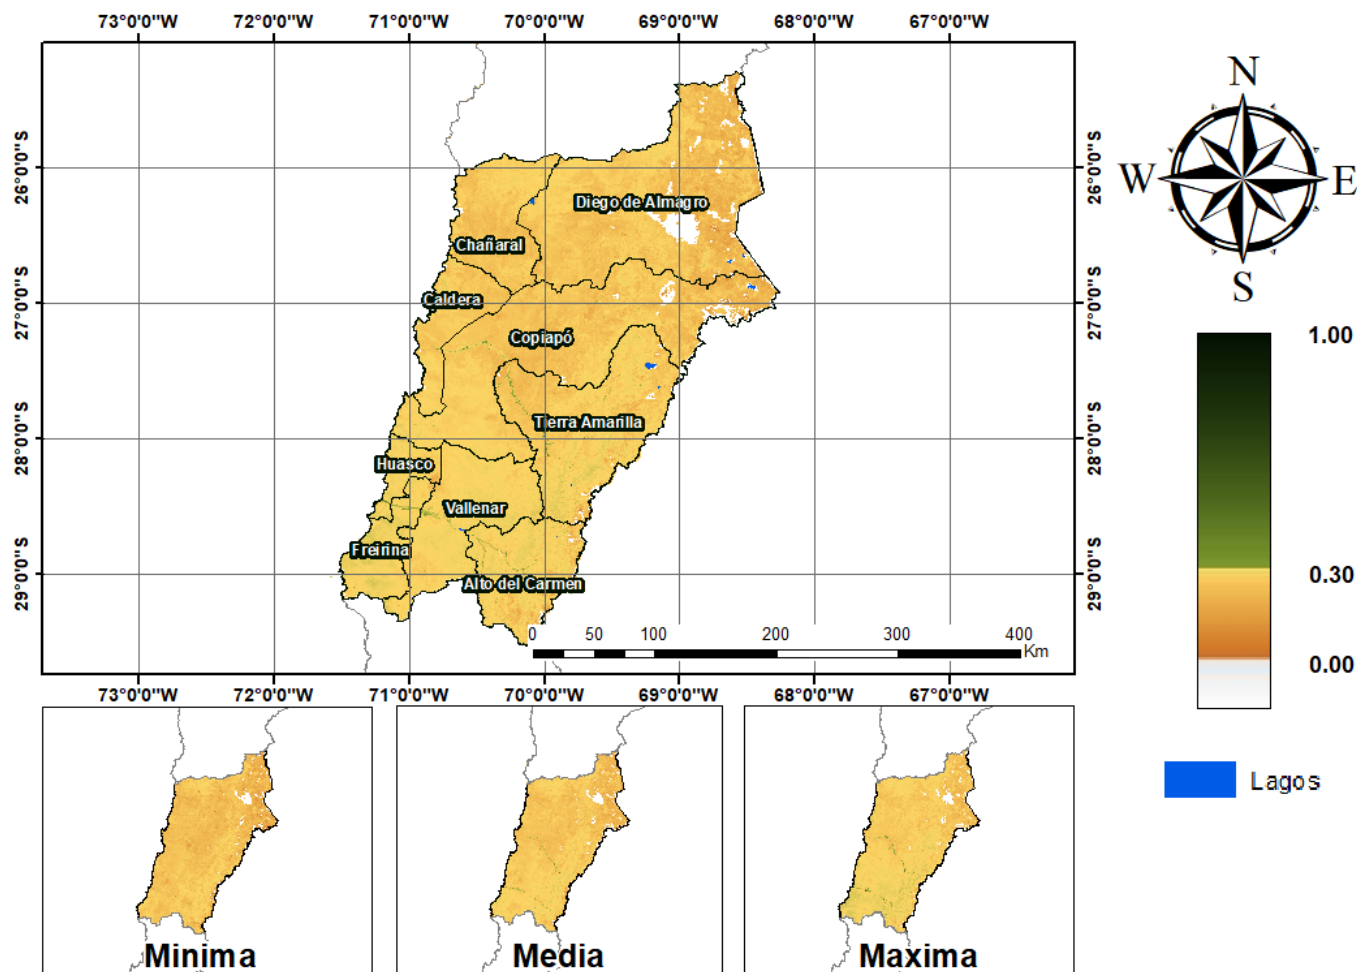 73°0'0"W 72°0'0"W 71°0'0"W 70°0'0"W 69°0'0"W 68°0'0"W 67°0'0"W
26°0'0"S 26°0'0"S
27°0'0"S 27°0'0"S
28°0'0"S 28°0'0"S
29°0'0"S 29°0'0"S
Diego de Almagro
Chañaral
Caldera
Copiapó
Tierra Amarilla
Huasco
Vallenar
Freirina
Alto del Carmen
0 50 100 200 300 400
Km
73°0'0"W 72°0'0"W 71°0'0"W 70°0'0"W 69°0'0"W 68°0'0"W 67°0'0"W
N
W E
S
1.00
0.30
0.00
Lagos
Minima Media Maxima